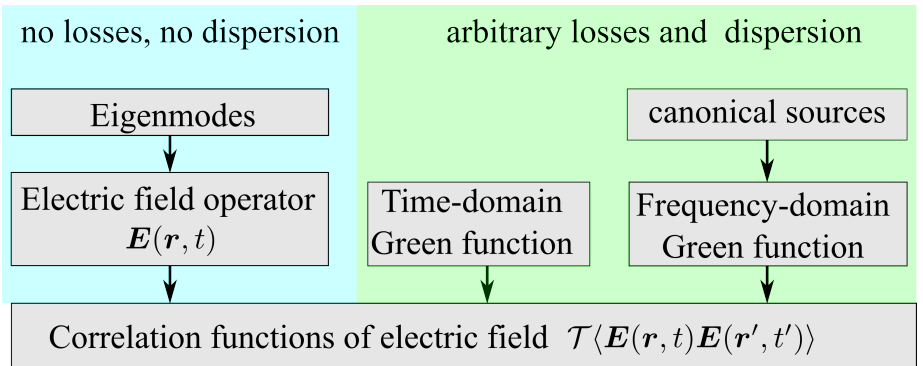 no losses, no dispersion
arbitrary losses and dispersion
Eigenmodes
canonical sources
Electric field operator
E(r, t)
Time-domain
Green function
Frequency-domain
Green function
Correlation functions of electric field 𝒯⟨E(r, t)E(r′, t′)⟩